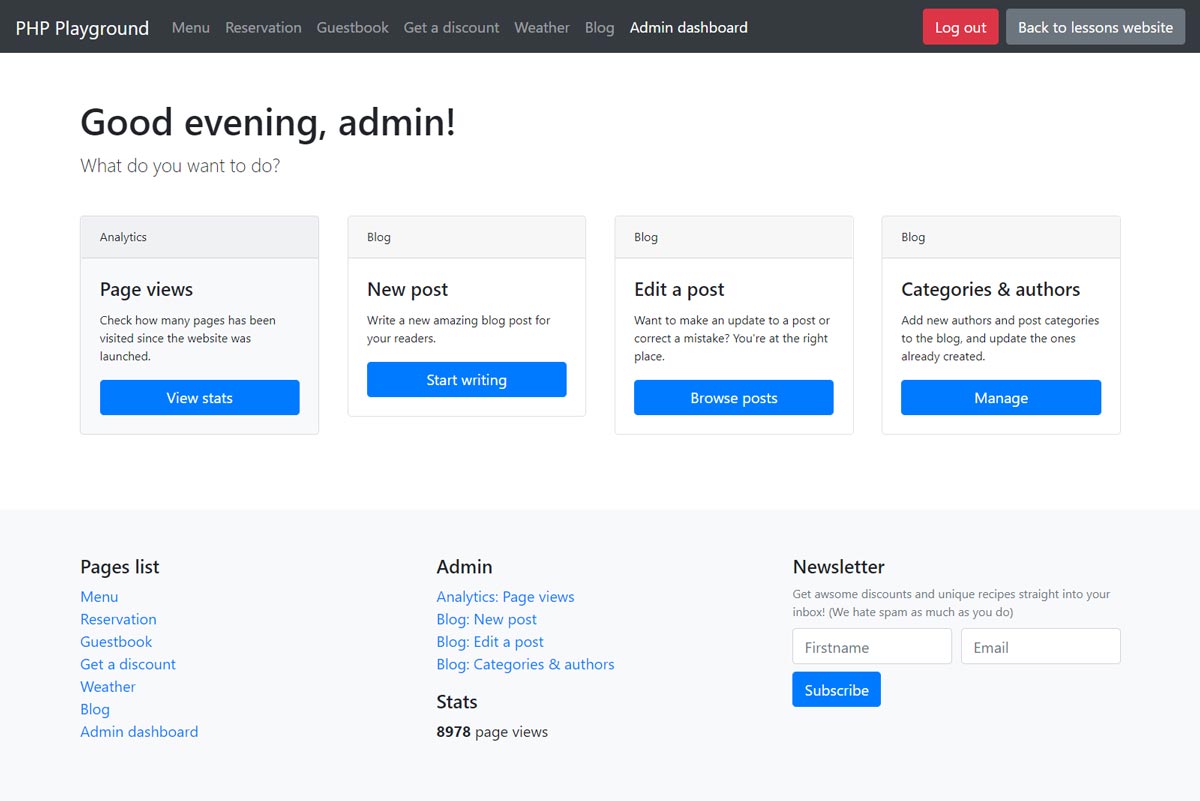 PHP Playground Menu Reservation Guestbook Get a discount Weather Blog Admin dashboard Log out Back to lessons website
Good evening, admin!
What do you want to do?
Analytics
Page views
Check how many pages has been
visited since the website was
launched.
View stats
Blog
New post
Write a new amazing blog post for
your readers.
Start writing
Blog
Edit a post
Want to make an update to a post or
correct a mistake? You're at the right
place.
Browse posts
Blog
Categories & authors
Add new authors and post categories
to the blog, and update the ones
already created.
Manage
Pages list
Menu
Reservation
Guestbook
Get a discount
Weather
Blog
Admin dashboard
Admin
Analytics: Page views
Blog: New post
Blog: Edit a post
Blog: Categories & authors
Stats
8978 page views
Newsletter
Get awsome discounts and unique recipes straight into your
inbox! (We hate spam as much as you do)
Firstname Email
Subscribe